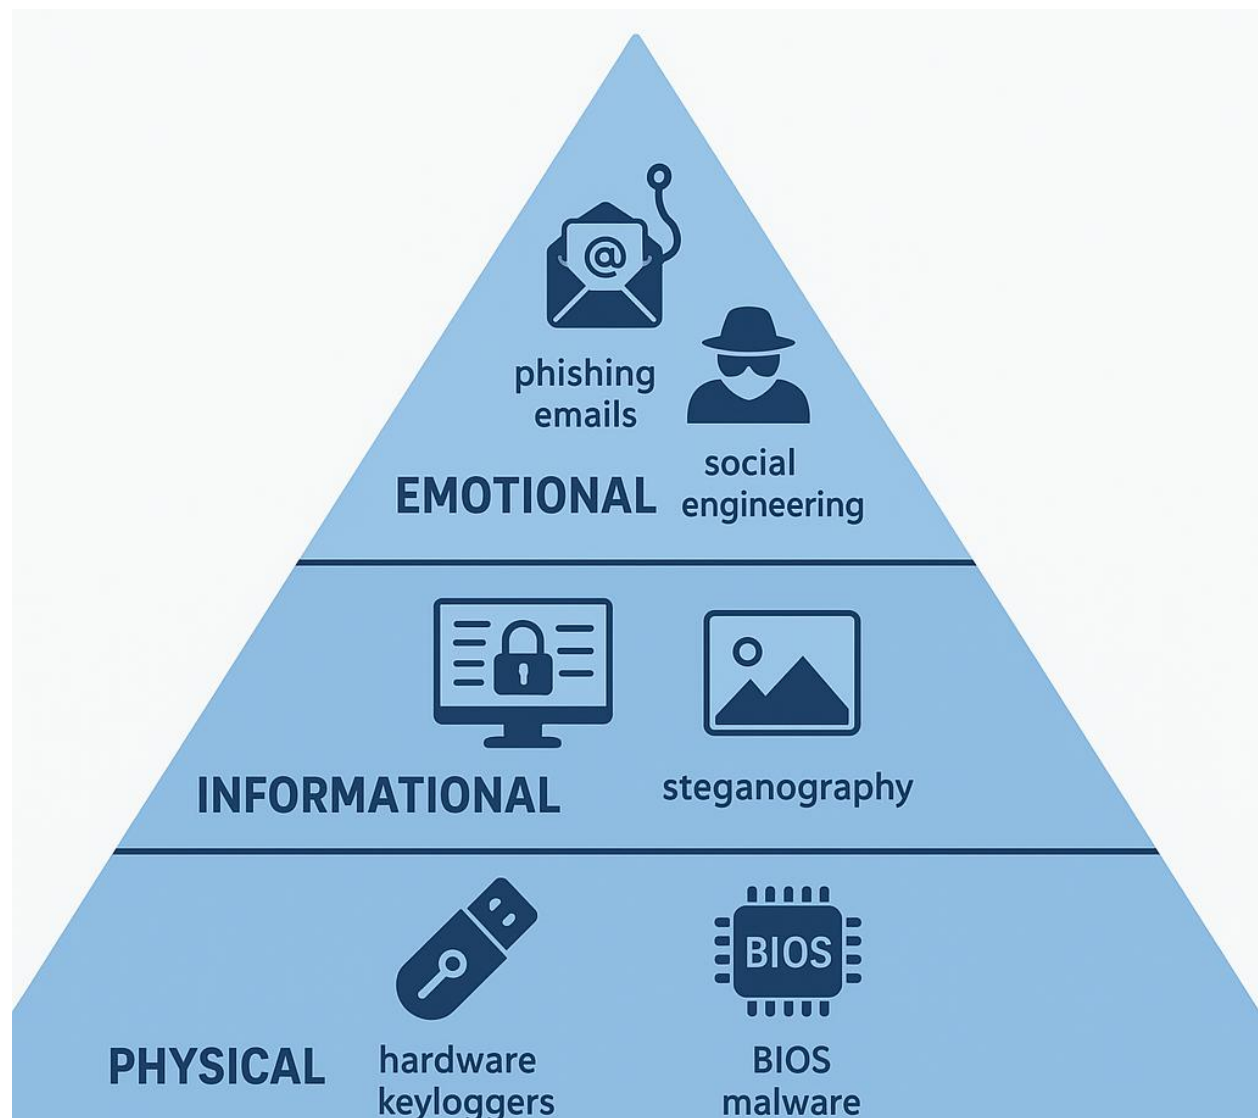 @
phishing
emails
social
engineering
EMOTIONAL
INFORMATIONAL
steganography
BIOS
PHYSICAL
hardware
keyloggers
BIOS
malware